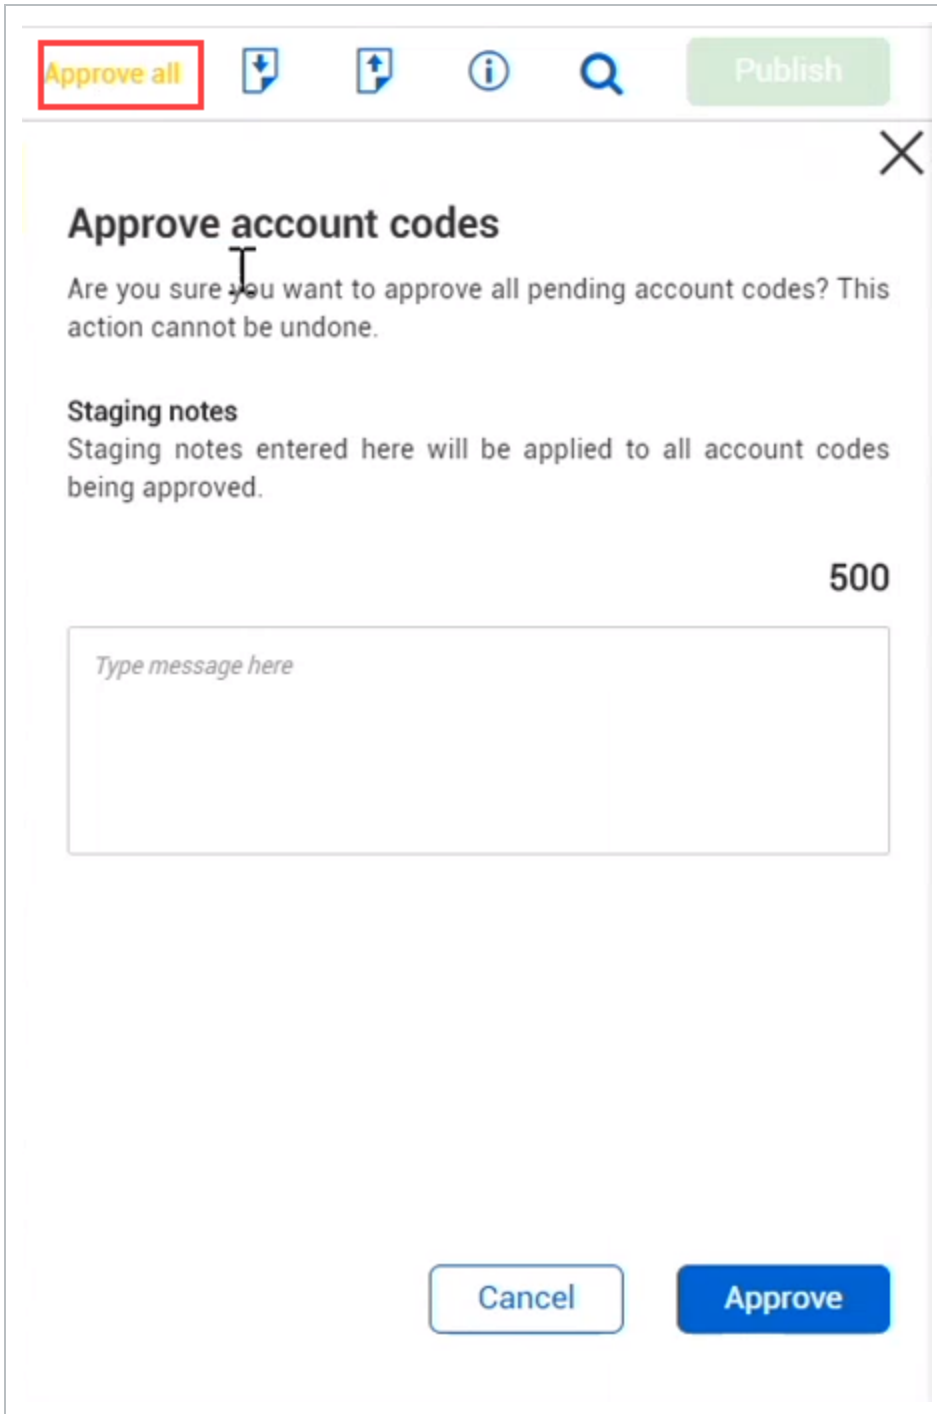 Approve all
Publish
Approve account codes
Are you sure you want to approve all pending account codes? This
action cannot be undone.
Staging notes
Staging notes entered here will be applied to all account codes
being approved.
500
Type message here
Cancel
Approve